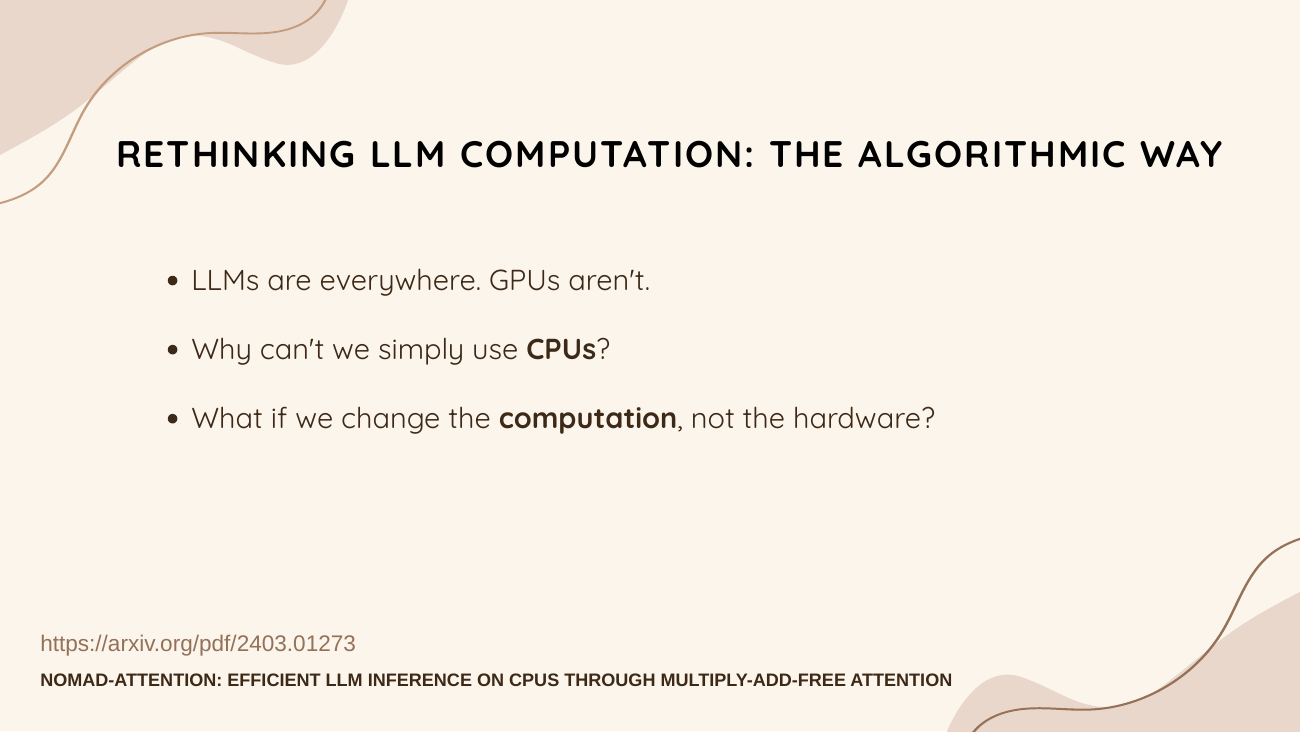 RETHINKING LLM COMPUTATION: THE ALGORITHMIC WAY
• LLMs are everywhere. GPUs aren't.
• Why can't we simply use CPUs?
• What if we change the computation, not the hardware?
https://arxiv.org/pdf/2403.01273
NOMAD-ATTENTION: EFFICIENT LLM INFERENCE ON CPUS THROUGH MULTIPLY-ADD-FREE ATTENTION